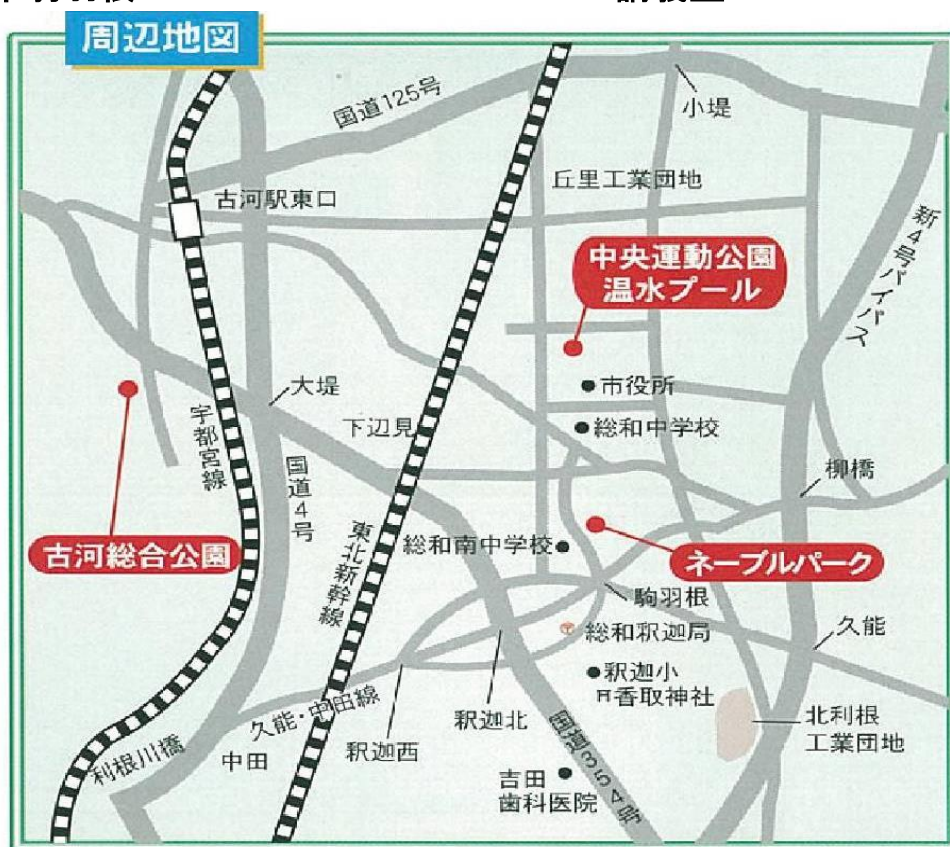 周辺地図
国道125号
小堤
古河駅東口
丘里工業団地
新4号バイパス
中央運動公園
温水プール
大堤
市役所
宇都宮線
下辺見
総和中学校
国道4号
柳橋
東北新幹線
古河総合公園
総和南中学校
ネーブルパーク
駒羽根
総和釈迦局
久能
釈迦小
香取神社
久能・中田線
釈迦北
釈迦西
国道354号
北利根
工業団地
利根川橋
中田
吉田
歯科医院